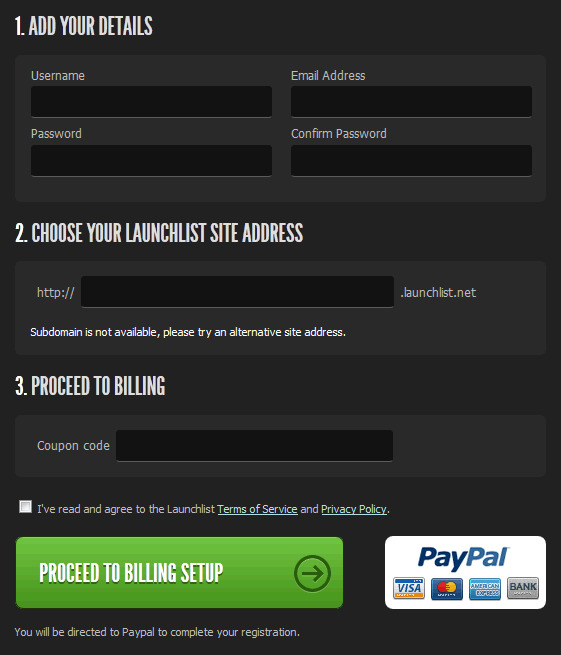 1. ADD YOUR DETAILS
Username
Email Address
Password
Confirm Password
2. CHOOSE YOUR LAUNCHLIST SITE ADDRESS
http:// .launchlist.net
Subdomain is not available, please try an alternative site address.
3. PROCEED TO BILLING
Coupon code
I've read and agree to the Launchlist Terms of Service and Privacy Policy.
PROCEED TO BILLING SETUP
PayPal
VISA MasterCard AMERICAN EXPRESS BANK
You will be directed to Paypal to complete your registration.